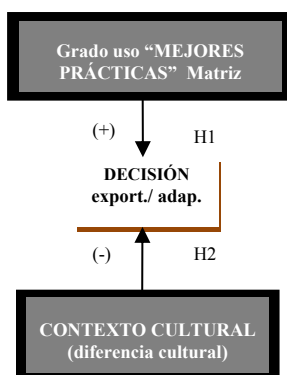 Grado uso “MEJORES
PRÁCTICAS” Matriz
(+)
H1
DECISIÓN
export./ adap.
(-)
H2
CONTEXTO CULTURAL
(diferencia cultural)